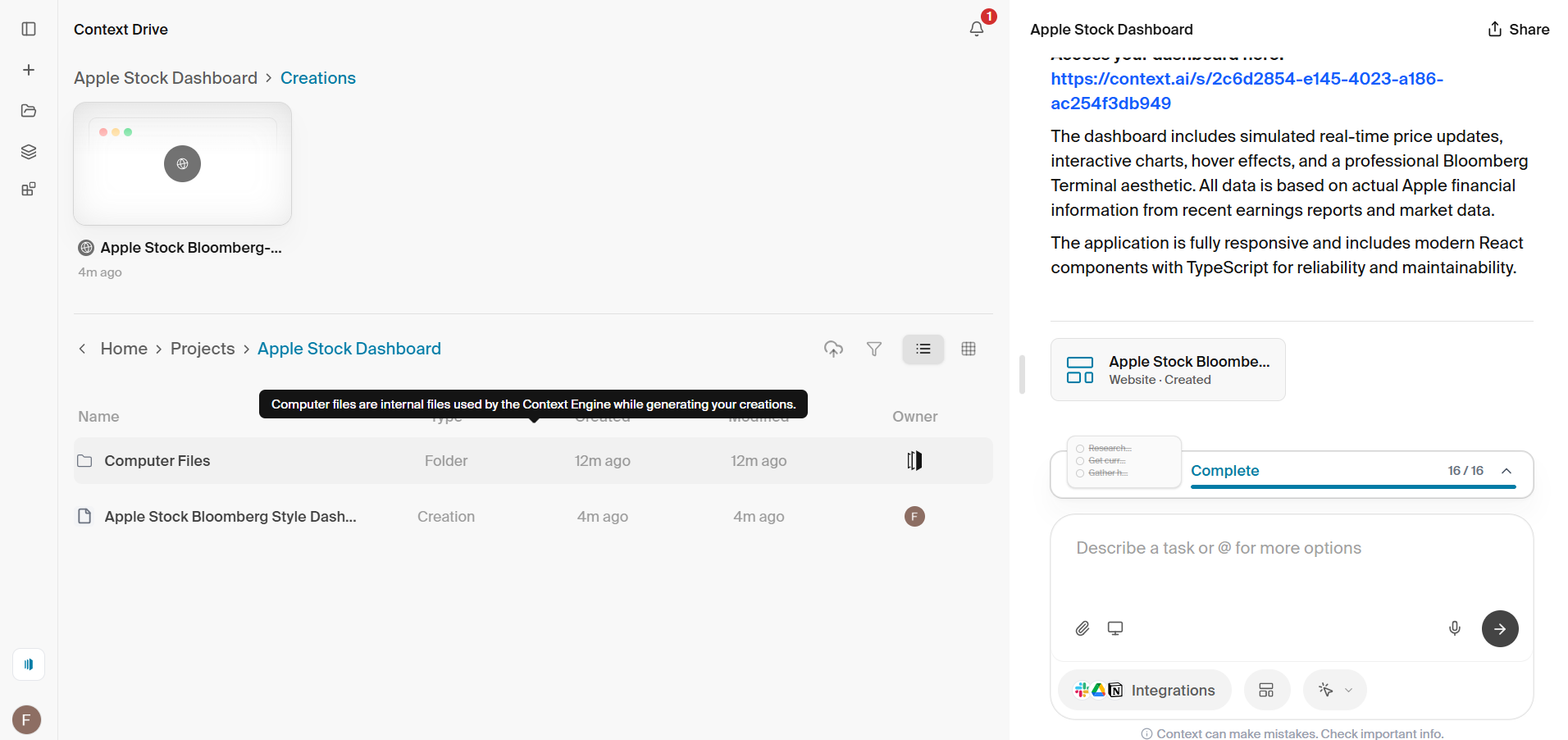 Context Drive
1
Apple Stock Dashboard > Creations
Apple Stock Bloomberg-...
4m ago
Home > Projects > Apple Stock Dashboard
Computer files are internal files used by the Context Engine while generating your creations.
Name Type Created Modified Owner
Computer Files Folder 12m ago 12m ago
Apple Stock Bloomberg Style Dash... Creation 4m ago 4m ago F
F
Apple Stock Dashboard
Share
Access your dashboard here:
https://context.ai/s/2c6d2854-e145-4023-a186-
ac254f3db949
The dashboard includes simulated real-time price updates,
interactive charts, hover effects, and a professional Bloomberg
Terminal aesthetic. All data is based on actual Apple financial
information from recent earnings reports and market data.
The application is fully responsive and includes modern React
components with TypeScript for reliability and maintainability.
Apple Stock Bloombe...
Website · Created
Research...
Get curr...
Gather h...
Complete 16 / 16
Describe a task or @ for more options
Integrations
Context can make mistakes. Check important info.